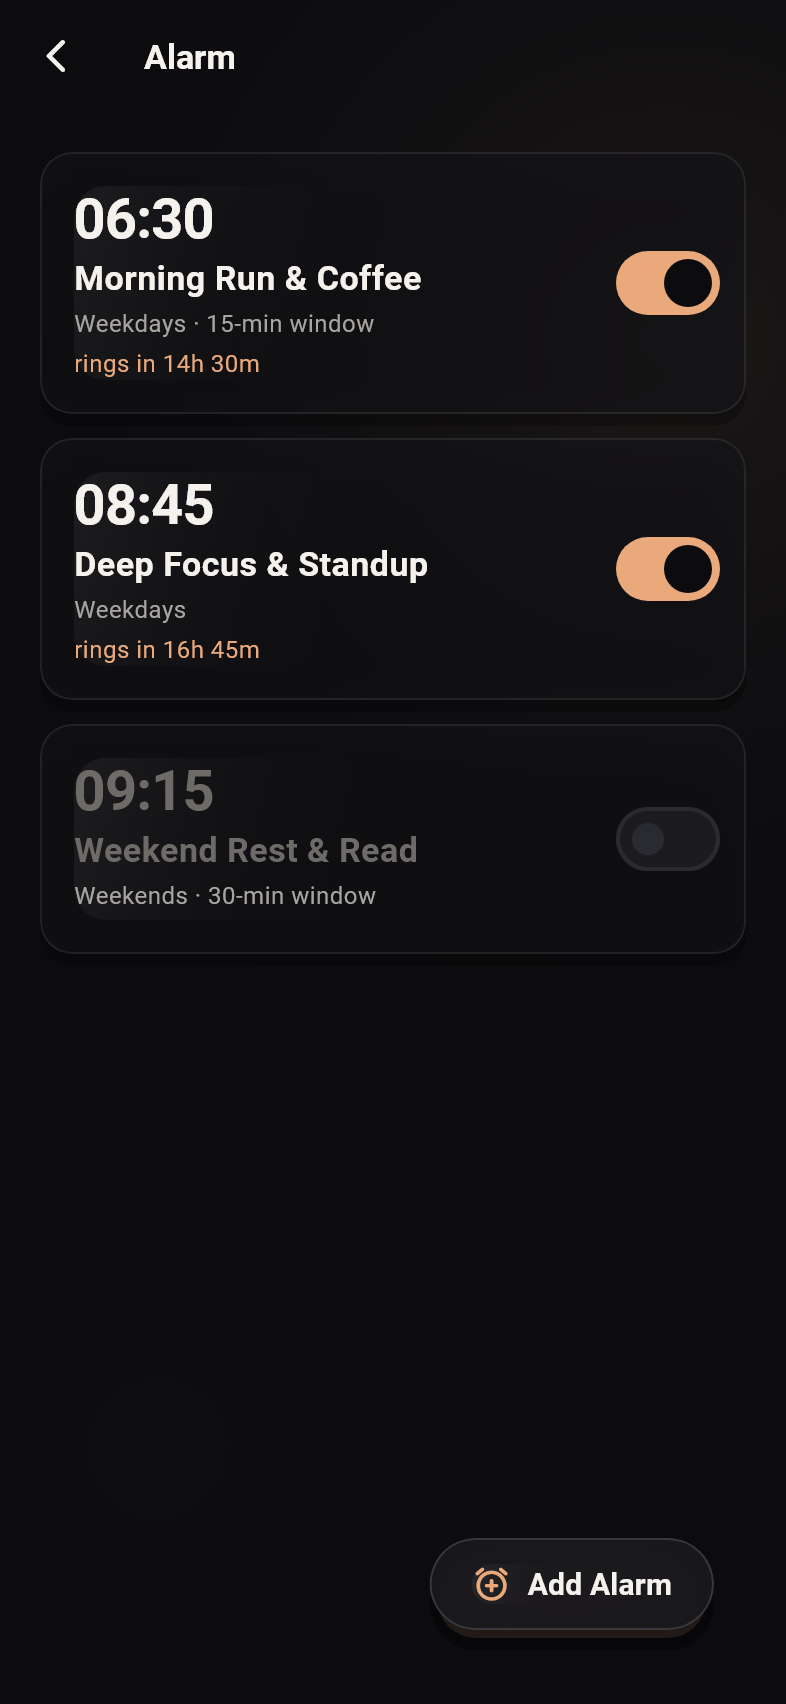 Alarm
06:30
Morning Run & Coffee
Weekdays · 15-min window
rings in 14h 30m
08:45
Deep Focus & Standup
Weekdays
rings in 16h 45m
09:15
Weekend Rest & Read
Weekends · 30-min window
Add Alarm